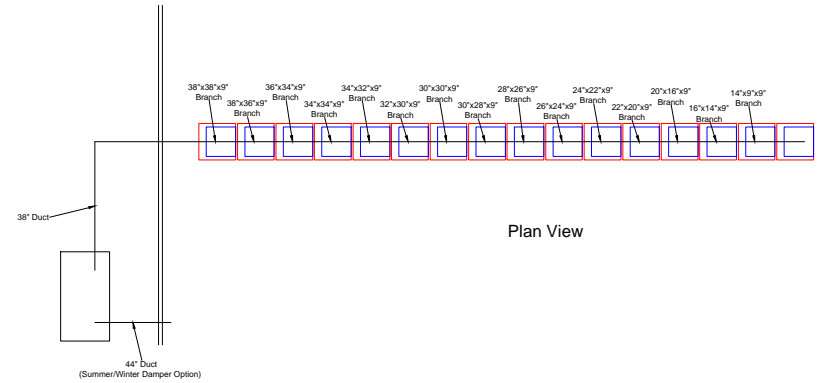 38"x38"x9"
Branch
38"x36"x9"
Branch
36"x34"x9"
Branch
34"x34"x9"
Branch
34"x32"x9"
Branch
32"x30"x9"
Branch
30"x30"x9"
Branch
30"x28"x9"
Branch
28"x26"x9"
Branch
26"x24"x9"
Branch
24"x22"x9"
Branch
22"x20"x9"
Branch
20"x16"x9"
Branch
16"x14"x9"
Branch
14"x9"x9"
Branch
38" Duct
Plan View
44" Duct
(Summer/Winter Damper Option)